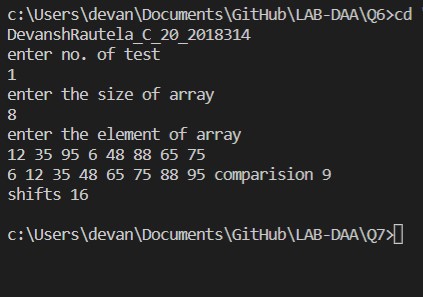 c:\Users\devan\Documents\GitHub\LAB-DAA\Q6>cd
DevanshRautela_C_20_2018314
enter no. of test
1
enter the size of array
8
enter the element of array
12 35 95 6 48 88 65 75
6 12 35 48 65 75 88 95 comparision 9
shifts 16
c:\Users\devan\Documents\GitHub\LAB-DAA\Q7>